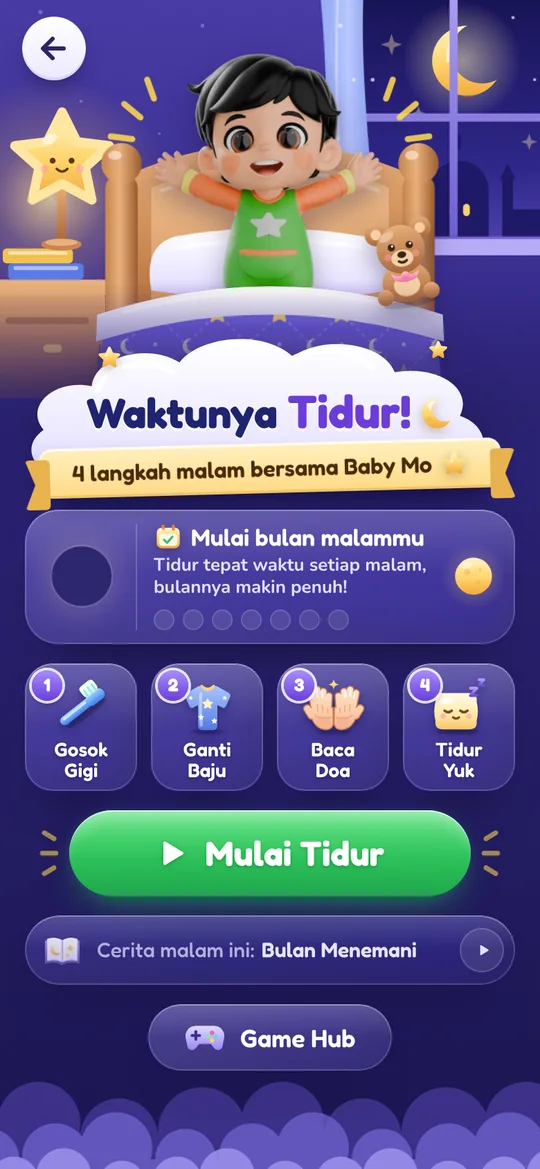 Waktunya Tidur!
4 langkah malam bersama Baby Mo
Mulai bulan malammu
Tidur tepat waktu setiap malam,
bulannya makin penuh!
1
Gosok
Gigi
2
Ganti
Baju
3
Baca
Doa
4
Tidur
Yuk
Mulai Tidur
Cerita malam ini: Bulan Menemani
Game Hub